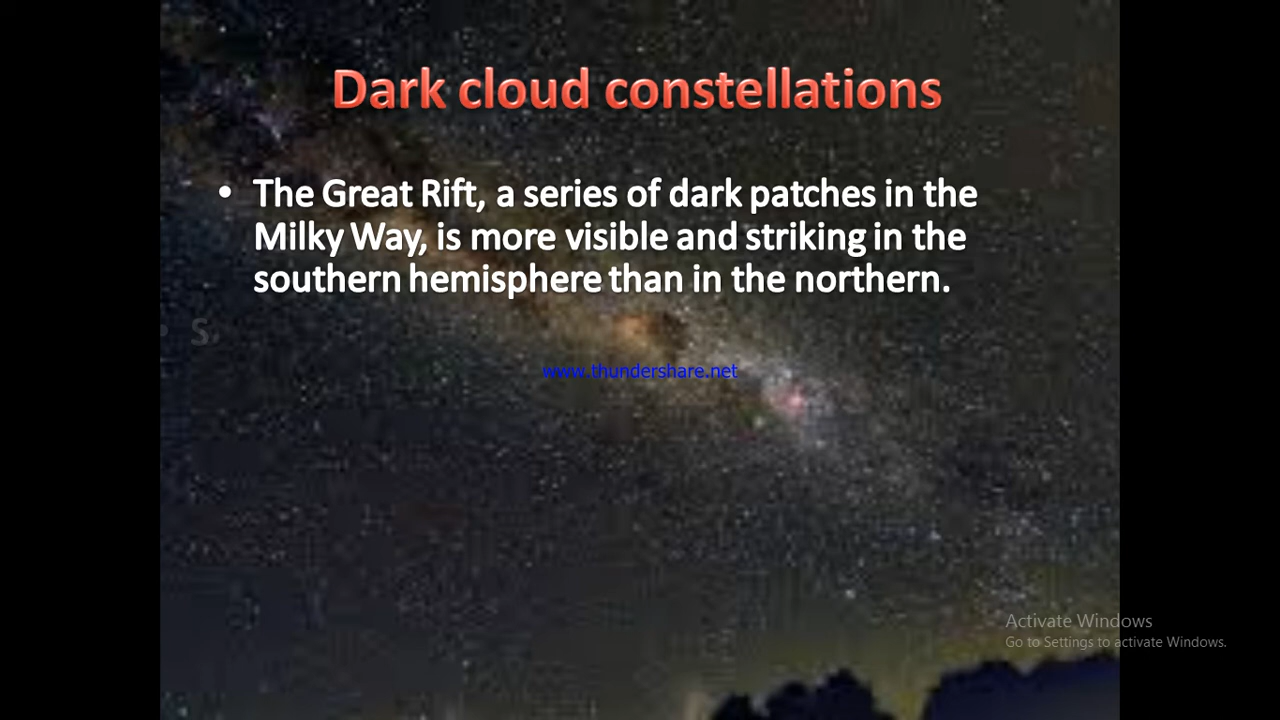 Dark cloud constellations
• The Great Rift, a series of dark patches in the
Milky Way, is more visible and striking in the
southern hemisphere than in the northern.
• S
www.thundershare.net
Activate Windows
Go to Settings to activate Windows.